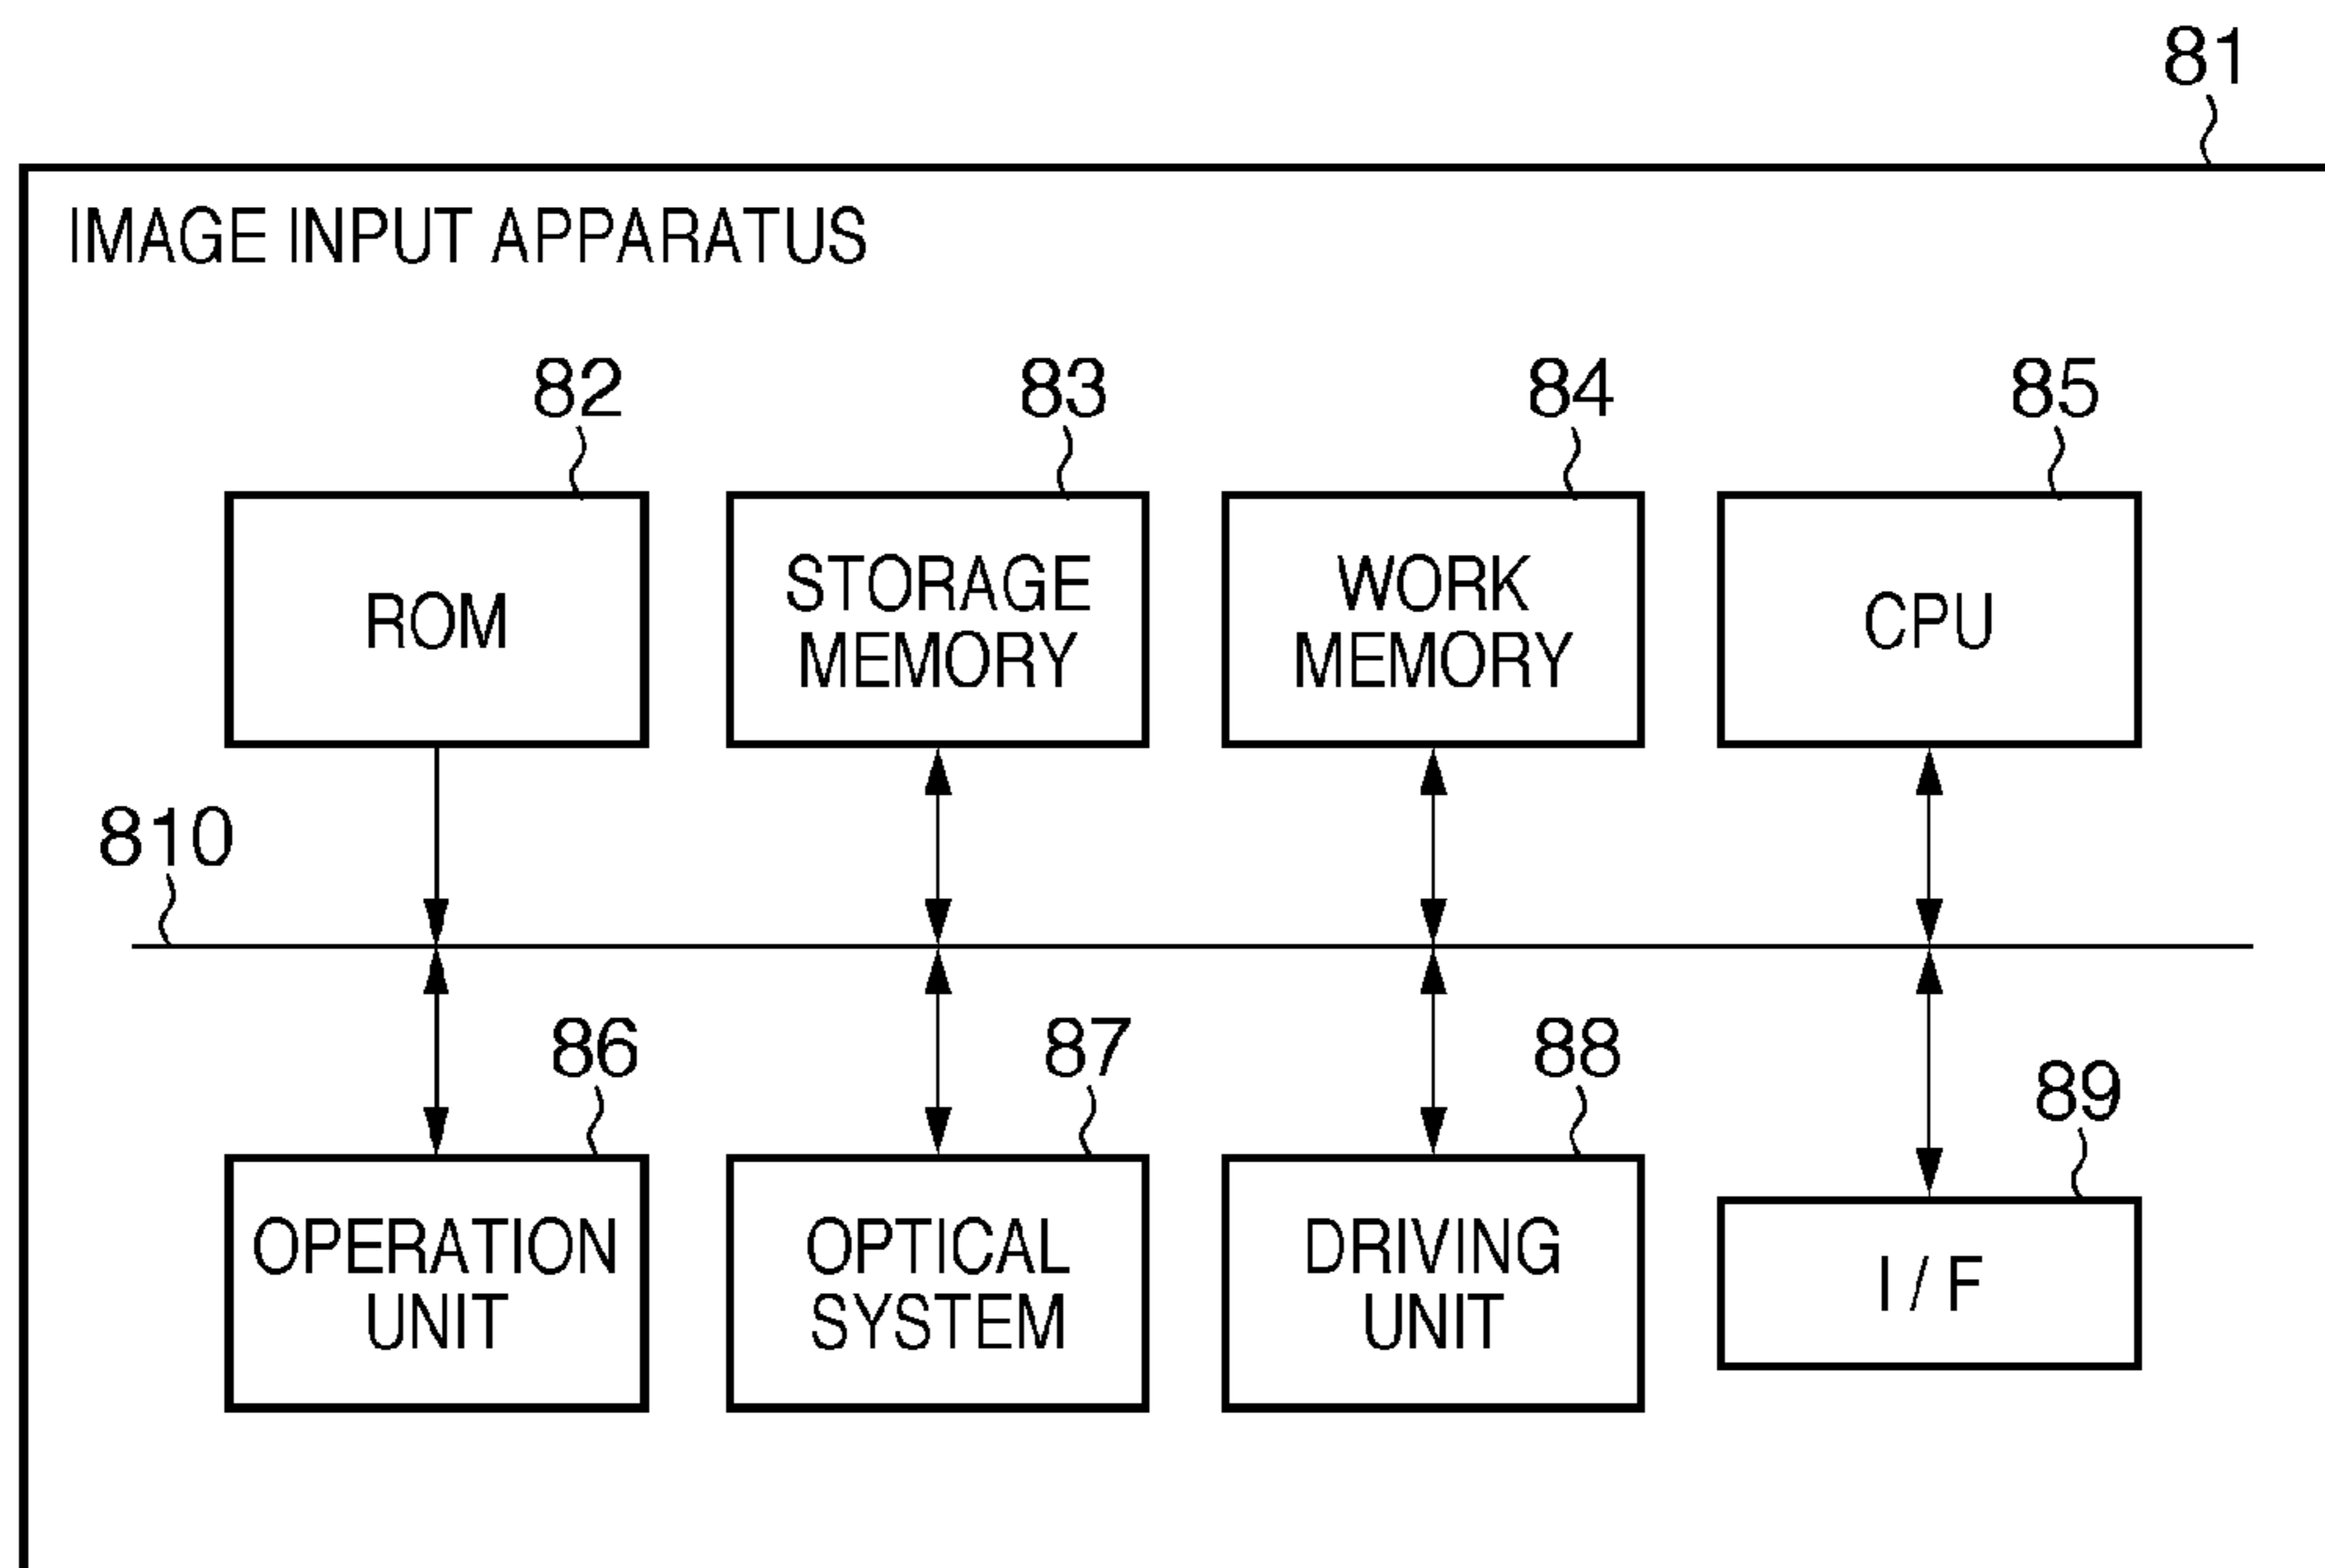 81
IMAGE INPUT APPARATUS
82
83
84
85
ROM
STORAGE
MEMORY
WORK
MEMORY
CPU
810
86
87
88
89
OPERATION
UNIT
OPTICAL
SYSTEM
DRIVING
UNIT
I / F